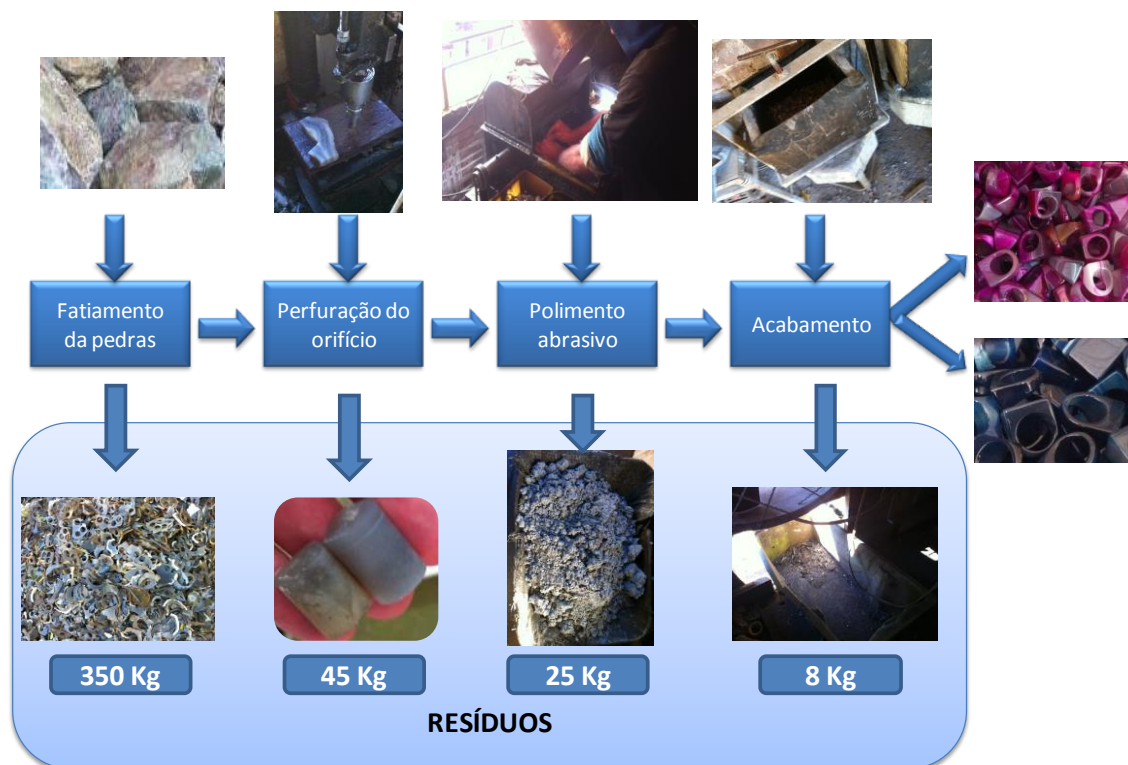 Fatiamento
da pedras
Perfuração do
orifício
Polimento
abrasivo
Acabamento
350 Kg
45 Kg
25 Kg
8 Kg
RESÍDUOS